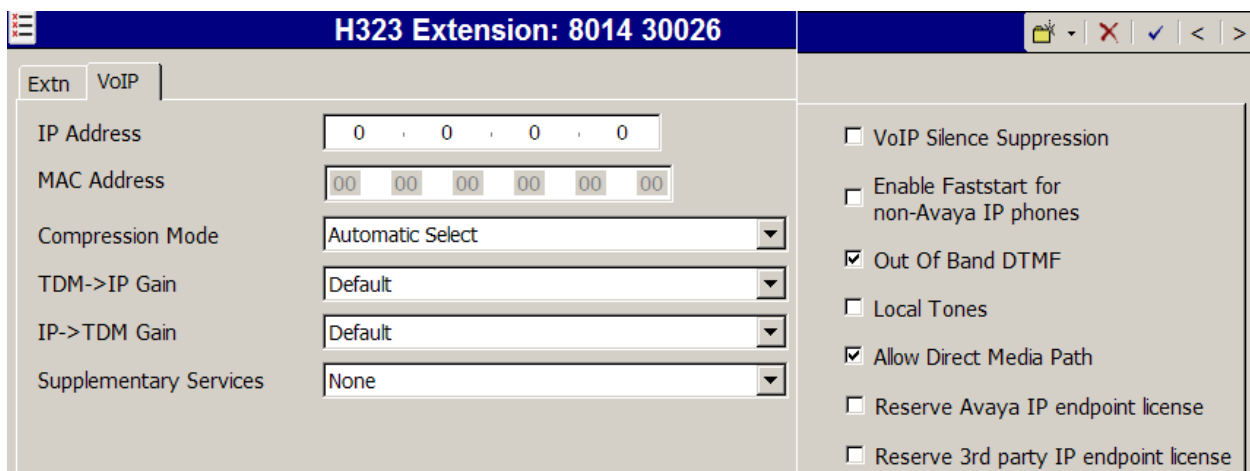 H323 Extension: 8014 30026
Extn VoIP
IP Address 0 . 0 . 0 . 0
MAC Address 00 00 00 00 00 00
Compression Mode Automatic Select
TDM->IP Gain Default
IP->TDM Gain Default
Supplementary Services None
VoIP Silence Suppression
Enable Faststart for
non-Avaya IP phones
Out Of Band DTMF
Local Tones
Allow Direct Media Path
Reserve Avaya IP endpoint license
Reserve 3rd party IP endpoint license